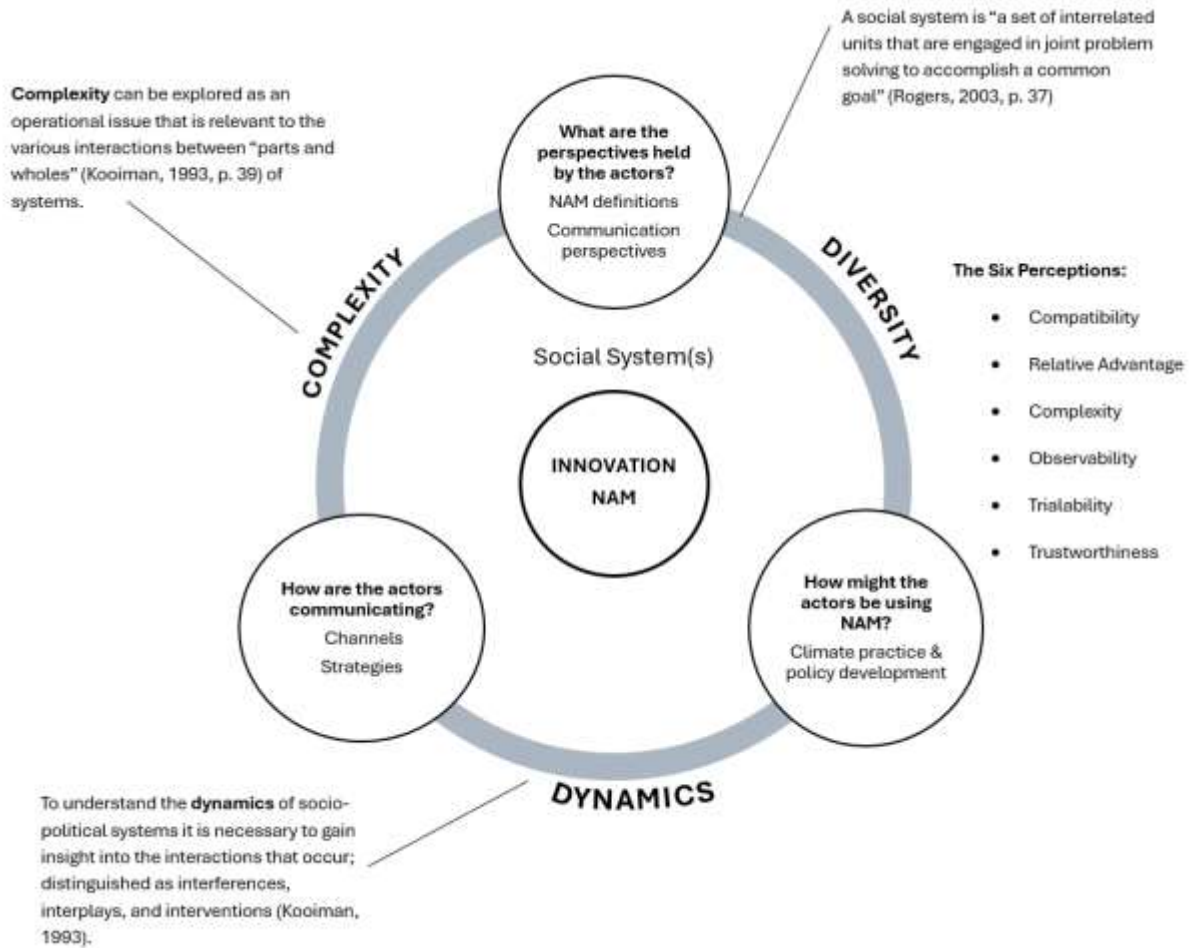 A social system is “a set of interrelated
units that are engaged in joint problem
solving to accomplish a common
goal” (Rogers, 2003, p. 37)
Complexity can be explored as an
operational issue that is relevant to the
various interactions between “parts and
wholes” (Kooiman, 1993, p. 39) of
systems.
What are the
perspectives held
by the actors?
NAM definitions
Communication
perspectives
COMPLEXITY
DIVERSITY
The Six Perceptions:
• Compatibility
• Relative Advantage
• Complexity
• Observability
• Trialability
• Trustworthiness
Social System(s)
INNOVATION
NAM
How are the actors
communicating?
Channels
Strategies
How might the
actors be using
NAM?
Climate practice &
policy development
DYNAMICS
To understand the dynamics of socio-
political systems it is necessary to gain
insight into the interactions that occur;
distinguished as interferences,
interplays, and interventions (Kooiman,
1993).